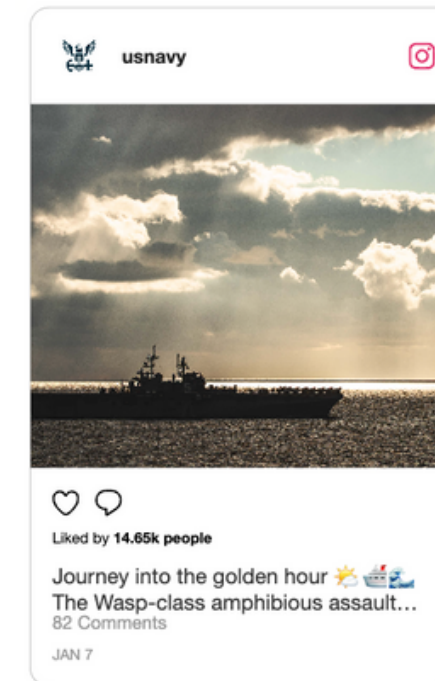 usnavy
Liked by 14.65k people
Journey into the golden hour 🌤️🚢🌊
The Wasp-class amphibious assault...
82 Comments
JAN 7